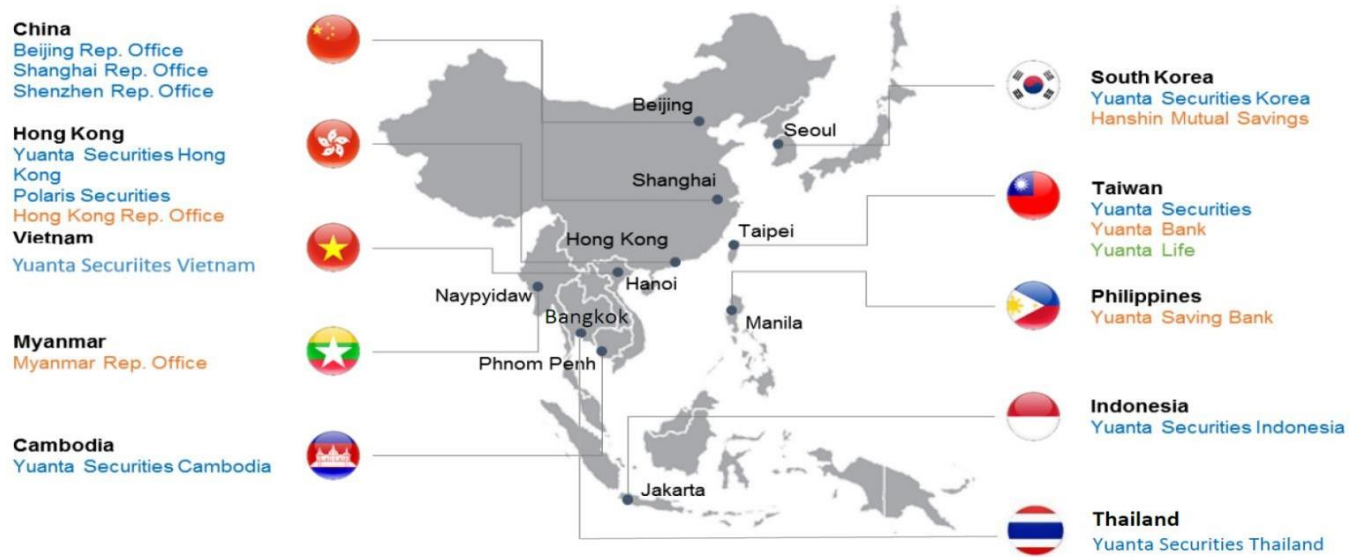 China
Beijing Rep. Office
Shanghai Rep. Office
Shenzhen Rep. Office
Hong Kong
Yuanta Securities Hong
Kong
Polaris Securities
Hong Kong Rep. Office
Vietnam
Yuanta Securiites Vietnam
Myanmar
Myanmar Rep. Office
Cambodia
Yuanta Securities Cambodia
Beijing
Seoul
Shanghai
Taipei
Hong Kong
Hanoi
Naypyidaw
Bangkok
Manila
Phnom Penh
Jakarta
South Korea
Yuanta Securities Korea
Hanshin Mutual Savings
Taiwan
Yuanta Securities
Yuanta Bank
Yuanta Life
Philippines
Yuanta Saving Bank
Indonesia
Yuanta Securities Indonesia
Thailand
Yuanta Securities Thailand